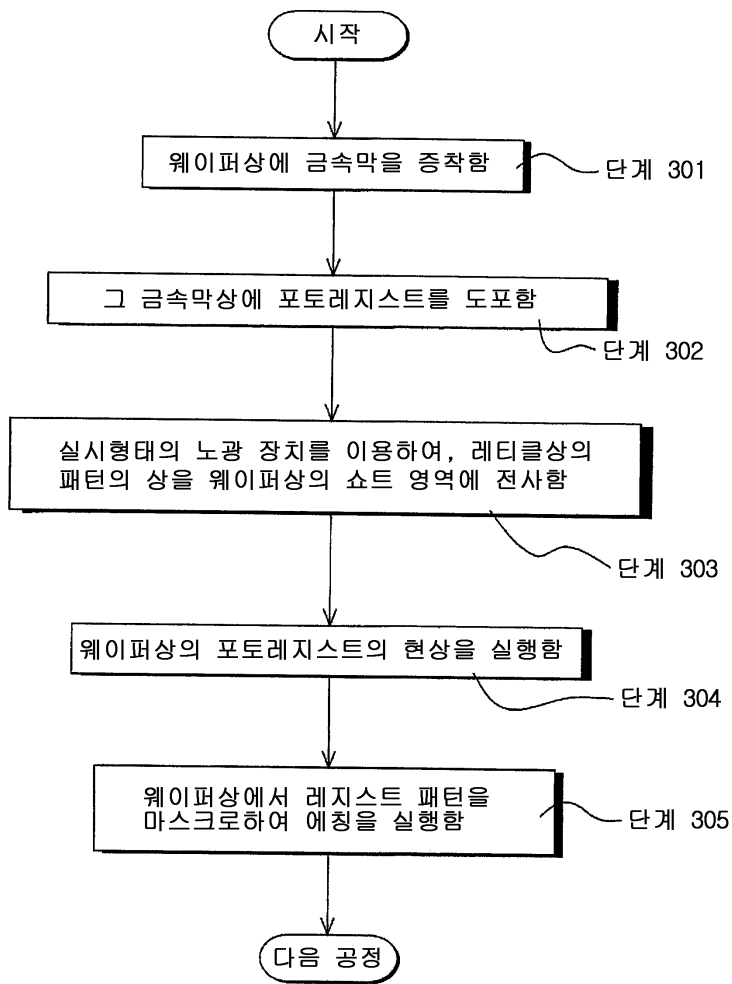 시작
웨이퍼상에 금속막을 증착함
단계 301
그 금속막상에 포토레지스트를 도포함
단계 302
실시형태의 노광 장치를 이용하여, 레티클상의
패턴의 상을 웨이퍼상의 쇼트 영역에 전사함
단계 303
웨이퍼상의 포토레지스트의 현상을 실행함
단계 304
웨이퍼상에서 레지스트 패턴을
마스크로하여 에칭을 실행함
단계 305
다음 공정